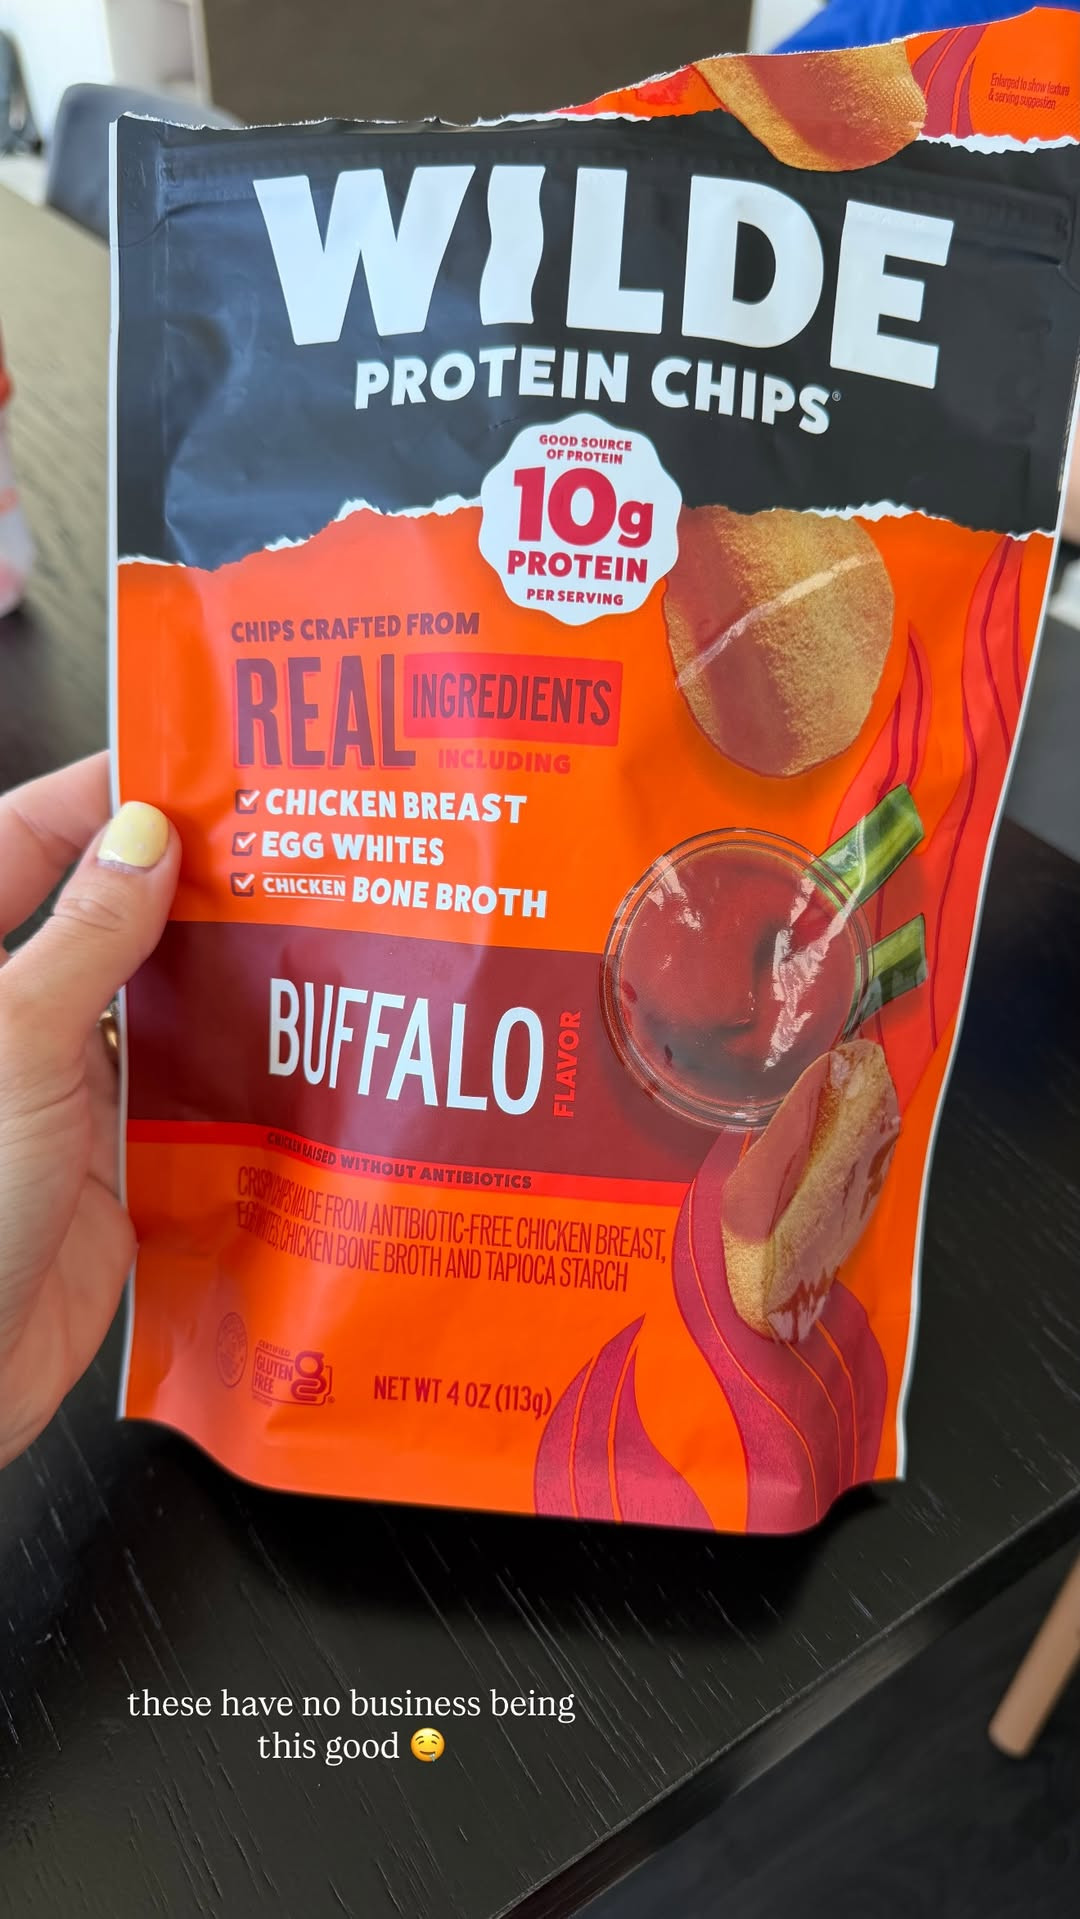 Enlarged to show texture
& serving suggestion
WILDE
PROTEIN CHIPS®
GOOD SOURCE
OF PROTEIN
10g
PROTEIN
PER SERVING
CHIPS CRAFTED FROM
REAL INGREDIENTS
INCLUDING
CHICKEN BREAST
EGG WHITES
CHICKEN BONE BROTH
BUFFALO
FLAVOR
CHICKEN RAISED WITHOUT ANTIBIOTICS
CRISPY CHIPS MADE FROM ANTIBIOTIC-FREE CHICKEN BREAST,
EGG WHITES, CHICKEN BONE BROTH AND TAPIOCA STARCH
CERTIFIED
GLUTEN
FREE
NET WT 4 OZ (113g)
these have no business being
this good 🤤